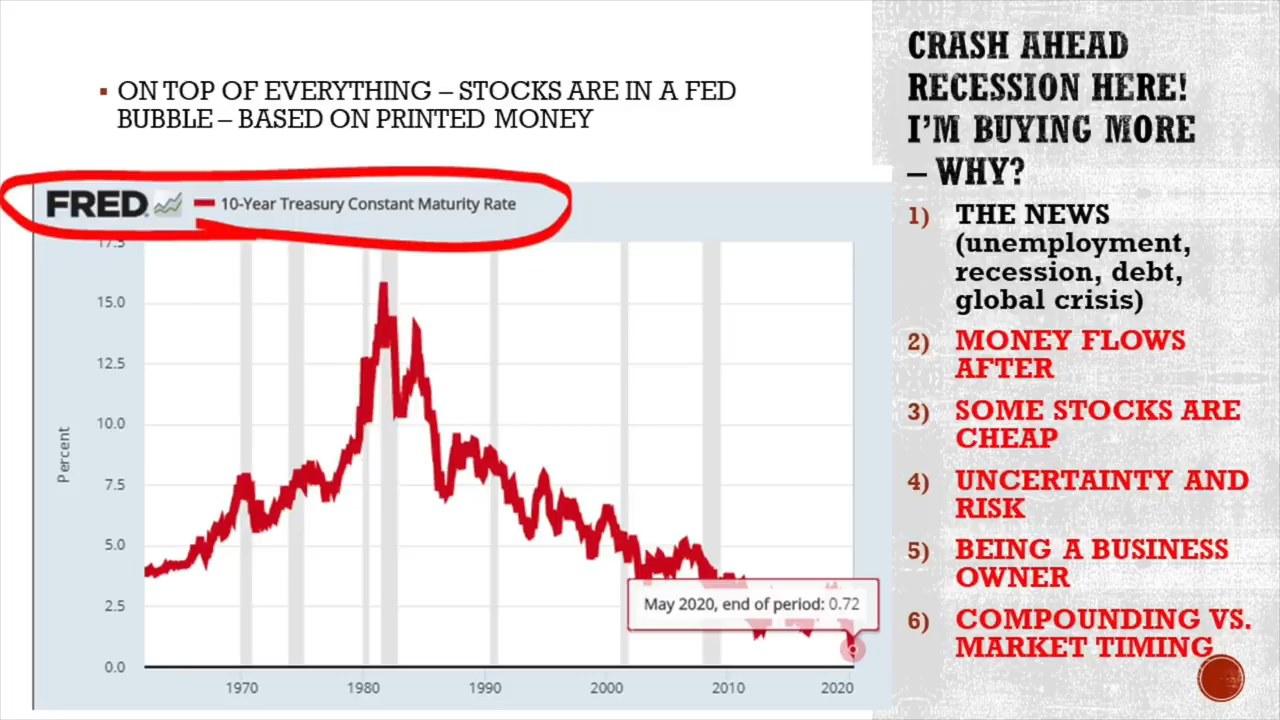 ▪ ON TOP OF EVERYTHING – STOCKS ARE IN A FED
BUBBLE – BASED ON PRINTED MONEY
FRED 10-Year Treasury Constant Maturity Rate
17.5
15.0
12.5
10.0
7.5
5.0
2.5
0.0
Percent
May 2020, end of period: 0.72
1970 1980 1990 2000 2010 2020
CRASH AHEAD
RECESSION HERE!
I'M BUYING MORE
– WHY?
1) THE NEWS
(unemployment,
recession, debt,
global crisis)
2) MONEY FLOWS
AFTER
3) SOME STOCKS ARE
CHEAP
4) UNCERTAINTY AND
RISK
5) BEING A BUSINESS
OWNER
6) COMPOUNDING VS.
MARKET TIMING